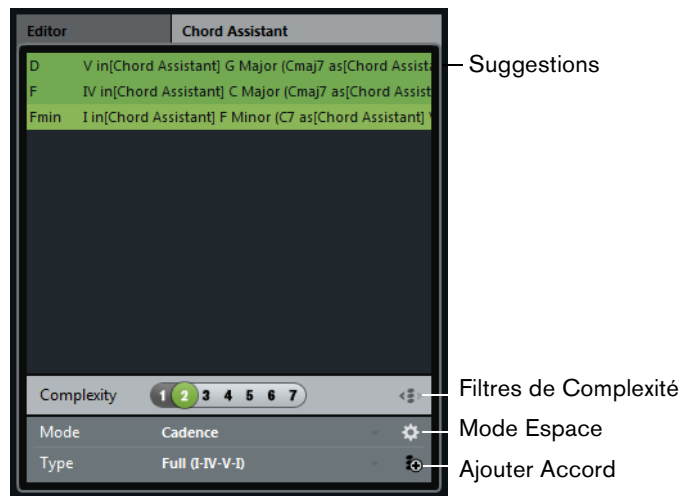 Editor Chord Assistant
D V in[Chord Assistant] G Major (Cmaj7 as[Chord Assista
F IV in[Chord Assistant] C Major (Cmaj7 as[Chord Assist
Fmin I in[Chord Assistant] F Minor (C7 as[Chord Assistant]
Suggestions
Complexity 1 2 3 4 5 6 7
Filtres de Complexité
Mode Cadence
Mode Espace
Type Full (I-IV-V-I)
Ajouter Accord